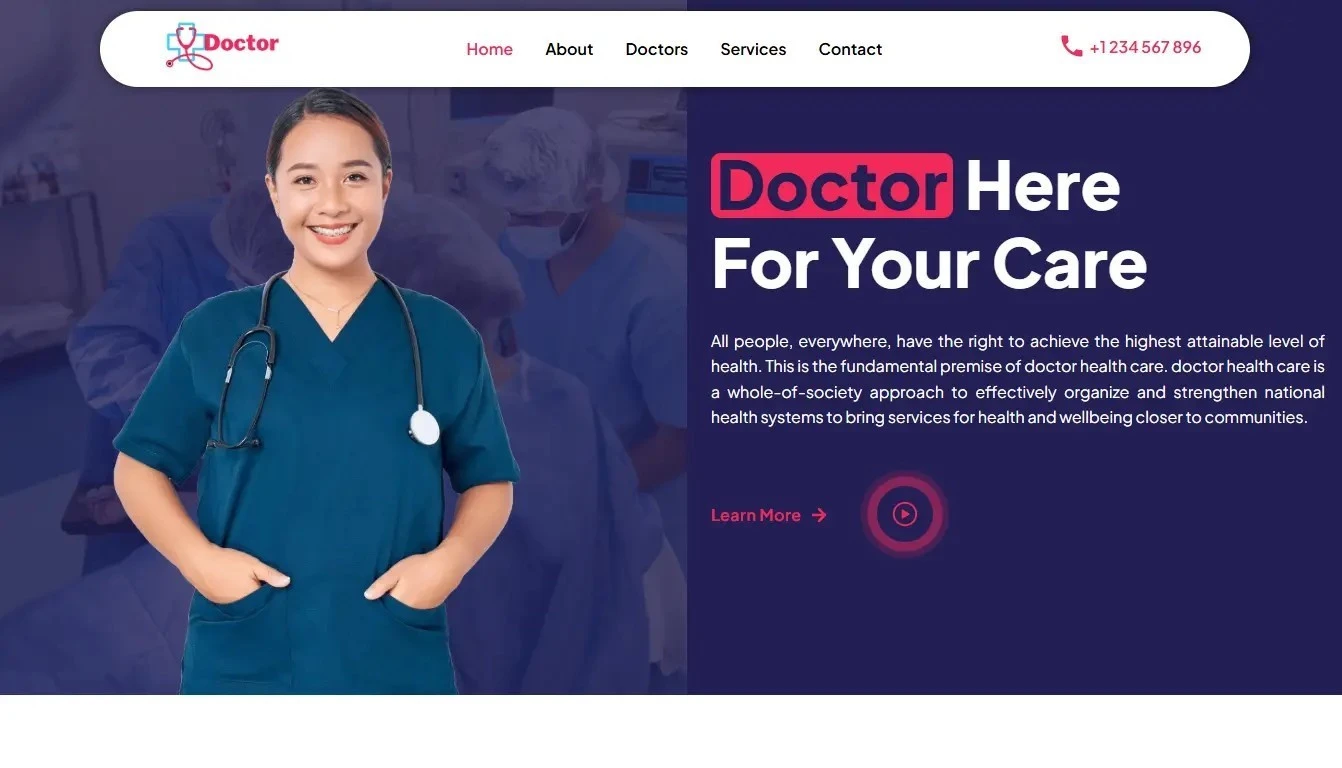 Doctor
Home About Doctors Services Contact
+1 234 567 896
Doctor Here
For Your Care
All people, everywhere, have the right to achieve the highest attainable level of
health. This is the fundamental premise of doctor health care. doctor health care is
a whole-of-society approach to effectively organize and strengthen national
health systems to bring services for health and wellbeing closer to communities.
Learn More